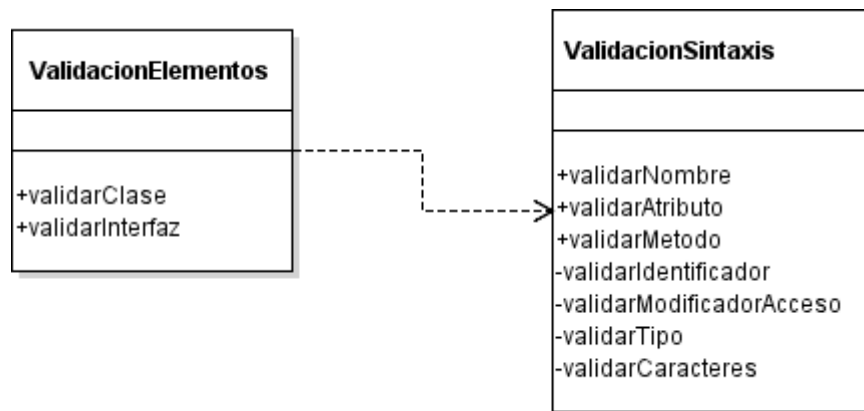 ValidacionElementos
+validarClase
+validarInterfaz
ValidacionSintaxis
+validarNombre
+validarAtributo
+validarMetodo
-validarIdentificador
-validarModificadorAcceso
-validarTipo
-validarCaracteres